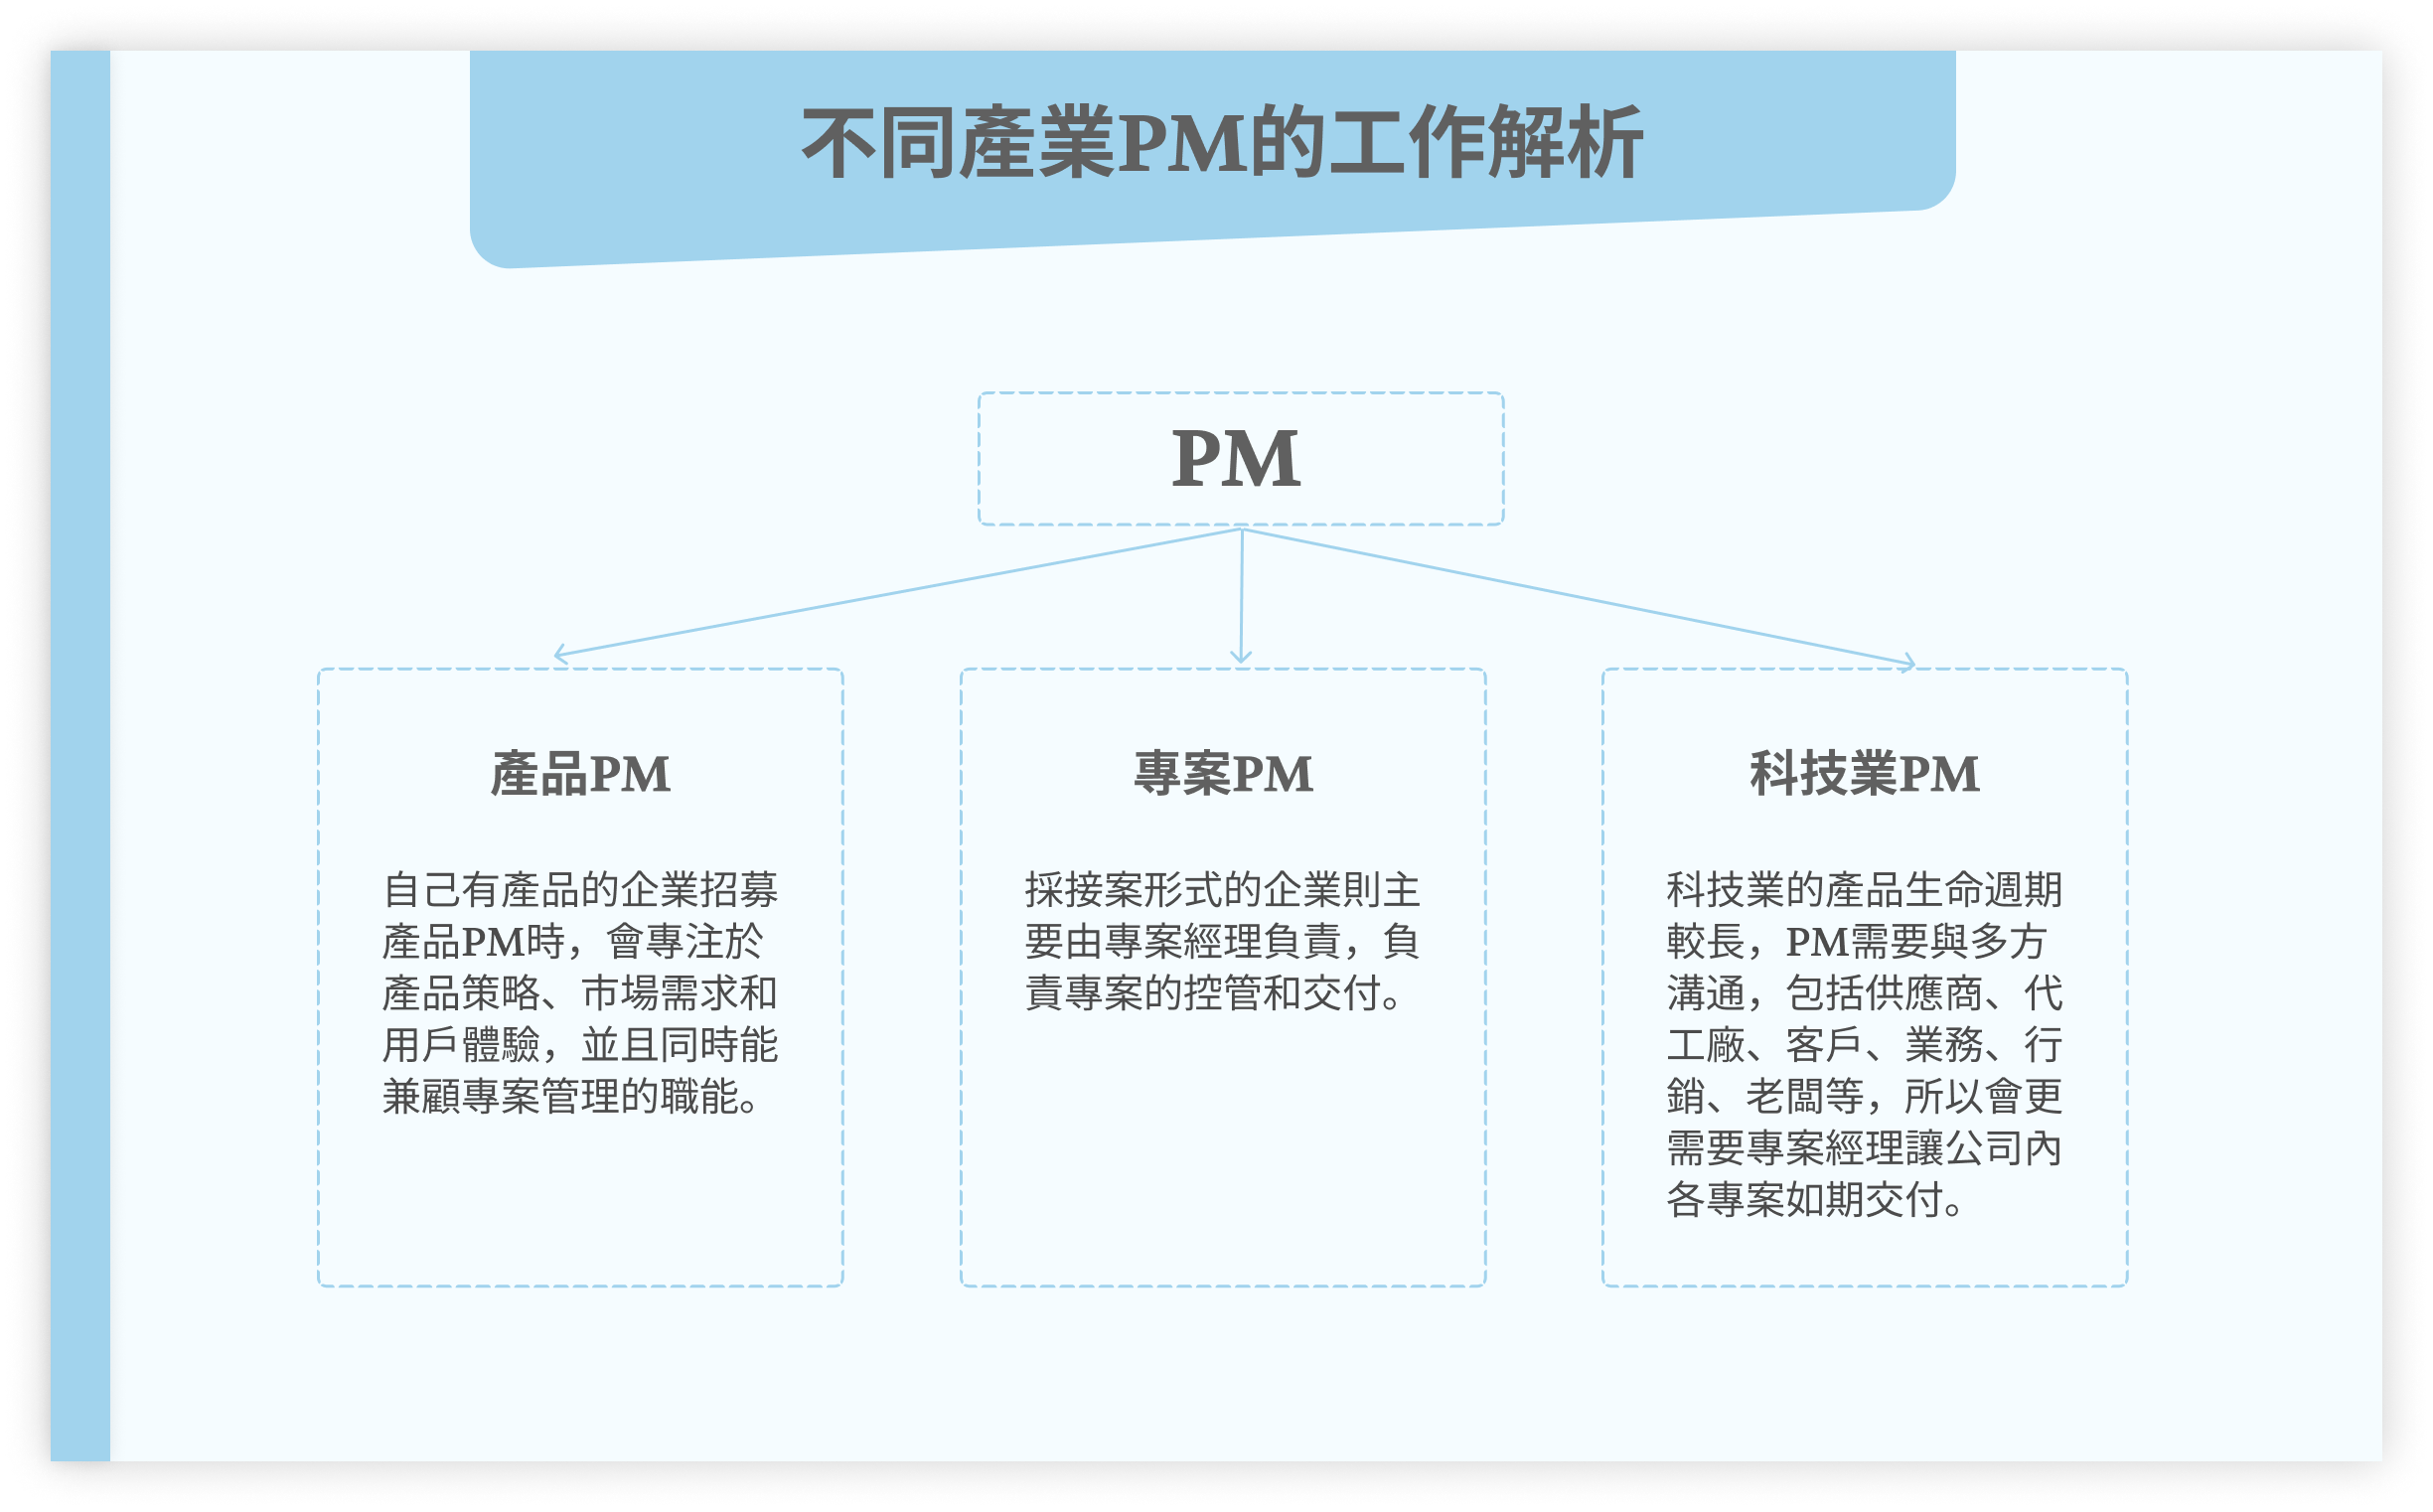 不同產業PM的工作解析
PM
產品PM
自己有產品的企業招募
產品PM時，會專注於
產品策略、市場需求和
用戶體驗，並且同時能
兼顧專案管理的職能。
專案PM
採接案形式的企業則主
要由專案經理負責，負
責專案的控管和交付。
科技業PM
科技業的產品生命週期
較長，PM需要與多方
溝通，包括供應商、代
工廠、客戶、業務、行
銷、老闆等，所以會更
需要專案經理讓公司內
各專案如期交付。